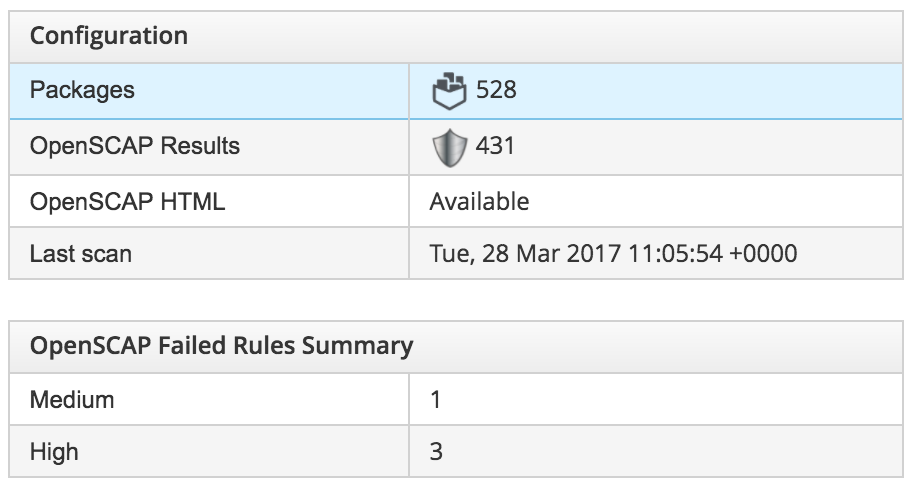 Configuration
Packages 528
OpenSCAP Results 431
OpenSCAP HTML Available
Last scan Tue, 28 Mar 2017 11:05:54 +0000
OpenSCAP Failed Rules Summary
Medium 1
High 3